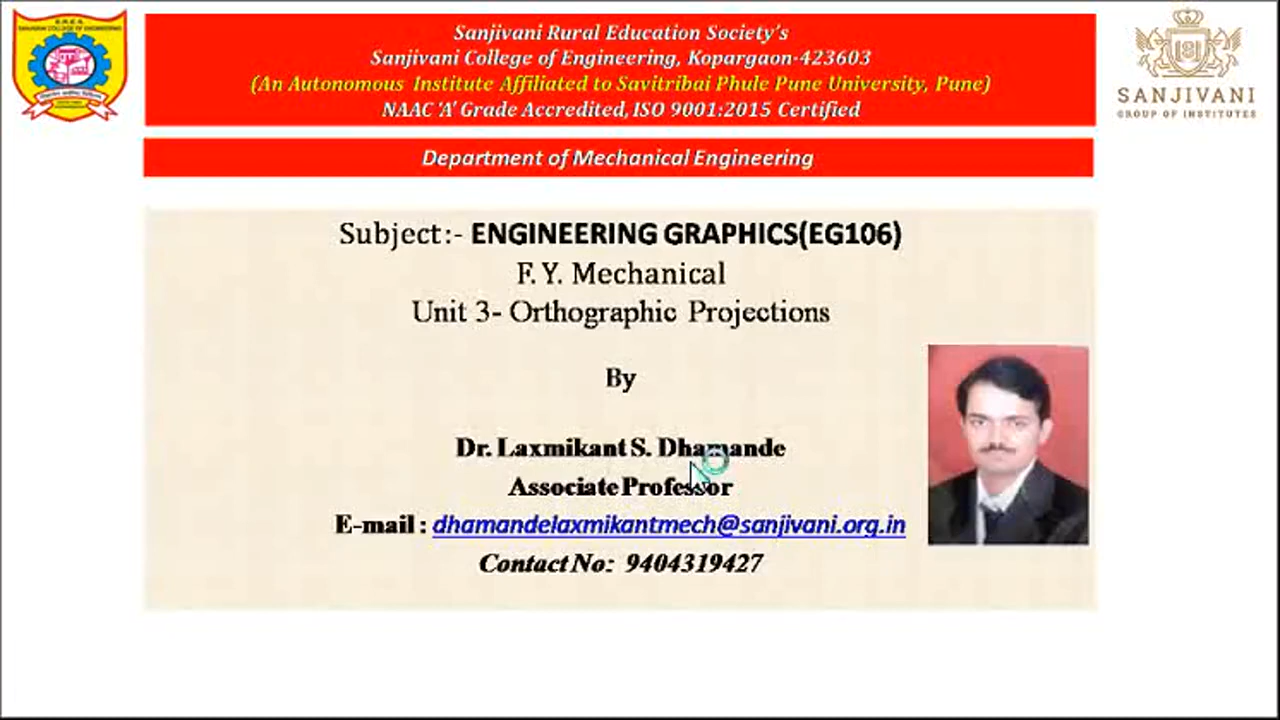 Sanjivani Rural Education Society's
Sanjivani College of Engineering, Kopargaon-423603
(An Autonomous Institute Affiliated to Savitribai Phule Pune University, Pune)
NAAC 'A' Grade Accredited, ISO 9001:2015 Certified
SANJIVANI
GROUP OF INSTITUTES
Department of Mechanical Engineering
Subject:- ENGINEERING GRAPHICS(EG106)
F. Y. Mechanical
Unit 3- Orthographic Projections
By
Dr. Laxmikant S. Dhamande
Associate Professor
E-mail : dhamandelaxmikantmech@sanjivani.org.in
Contact No: 9404319427